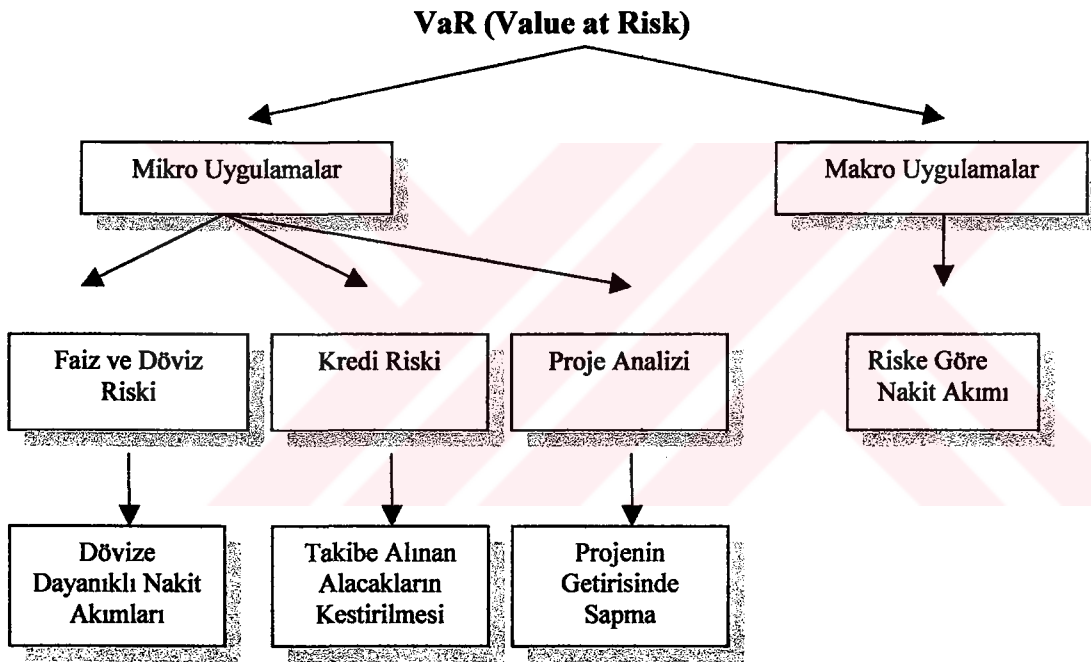 VaR (Value at Risk)
Mikro Uygulamalar
Makro Uygulamalar
Faiz ve Döviz
Riski
Kredi Riski
Proje Analizi
Riske Göre
Nakit Akımı
Dövize
Dayanıklı Nakit
Akımları
Takibe Alınan
Alacakların
Kestirilmesi
Projenin
Getirisinde
Sapma